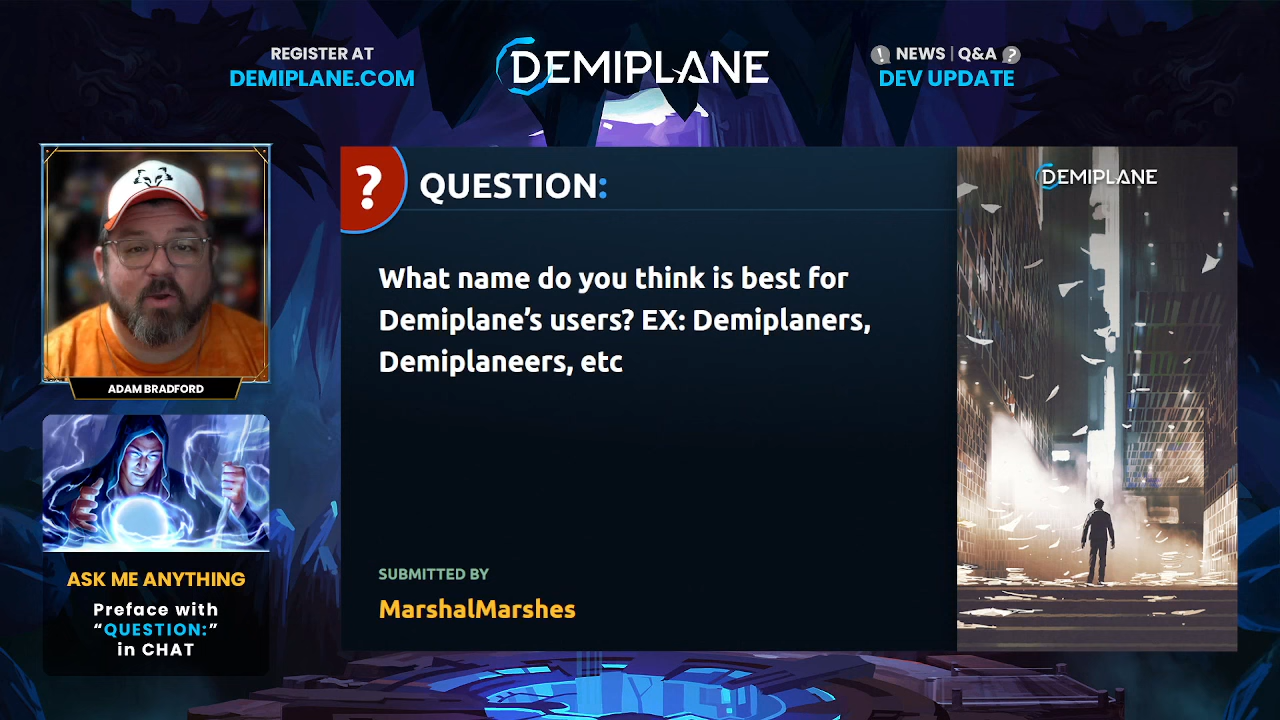 REGISTER AT
DEMIPLANE.COM
DEMIPLANE
! NEWS | Q&A ?
DEV UPDATE
ADAM BRADFORD
ASK ME ANYTHING
Preface with
“QUESTION:”
in CHAT
? QUESTION:
What name do you think is best for
Demiplane’s users? EX: Demiplaners,
Demiplaneers, etc
SUBMITTED BY
MarshalMarshes
DEMIPLANE